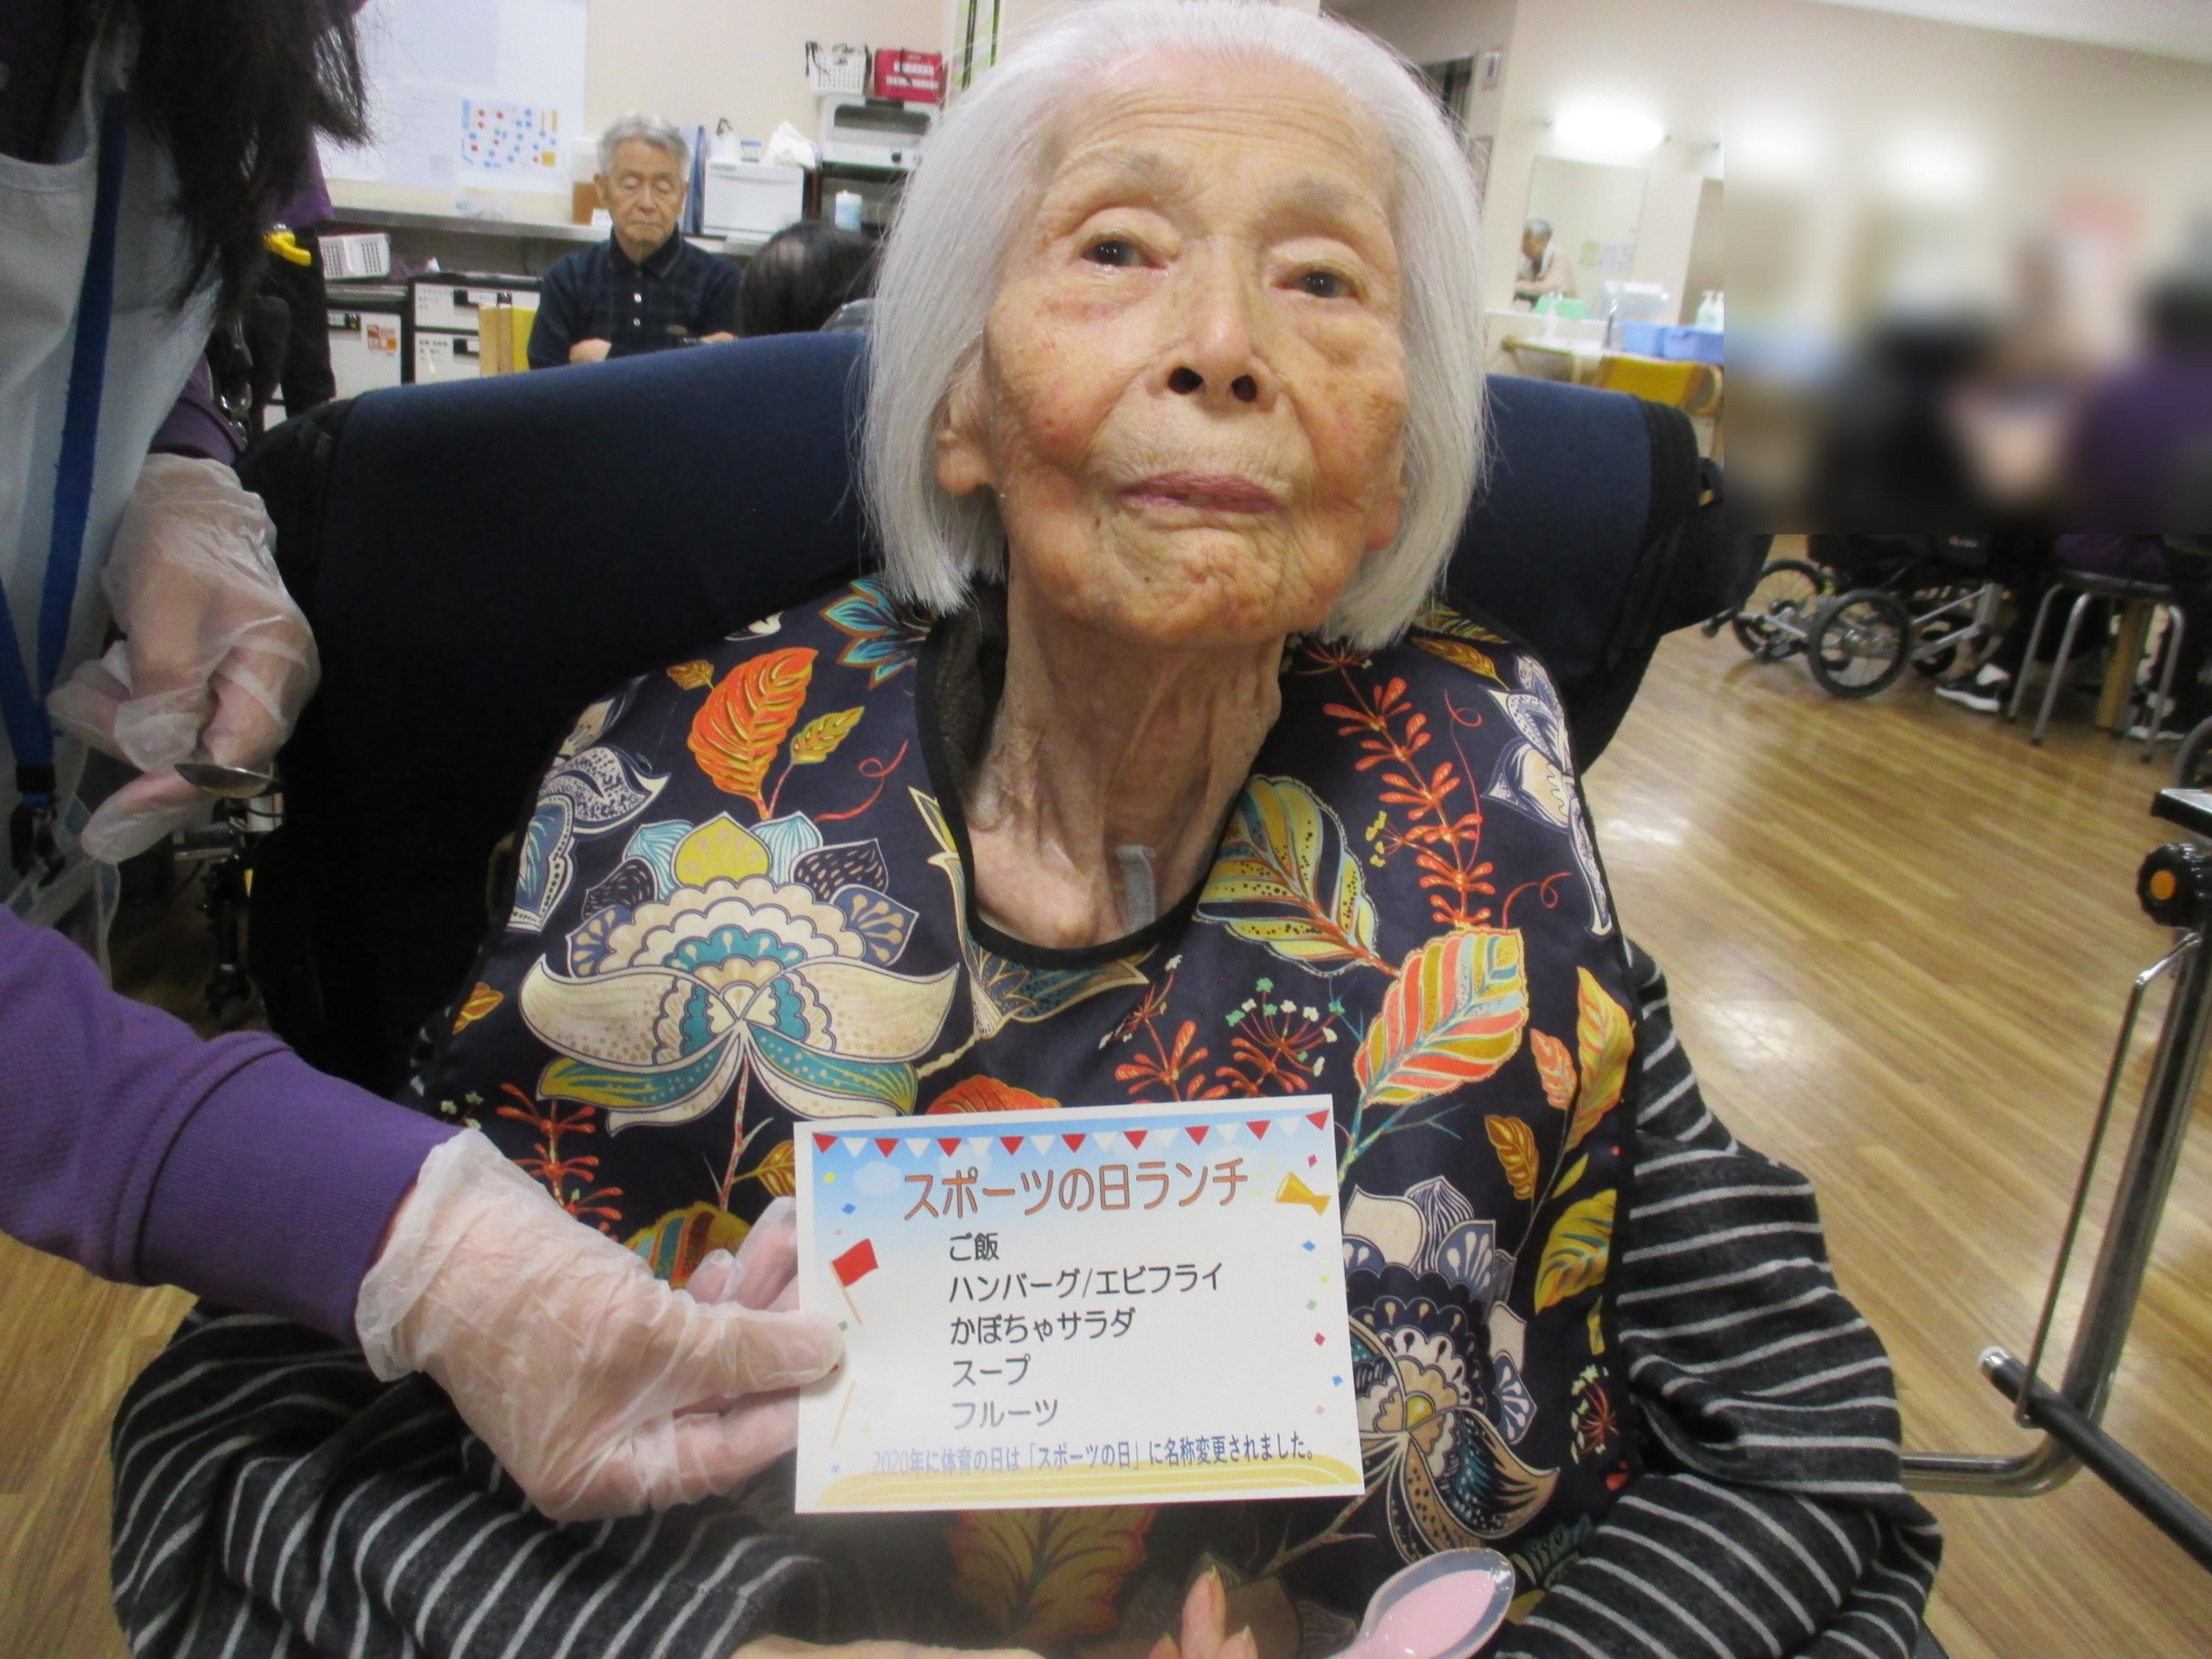 スポーツの日ランチ
ご飯
ハンバーグ/エビフライ
かぼちゃサラダ
スープ
フルーツ
2020年に体育の日は「スポーツの日」に名称変更されました。